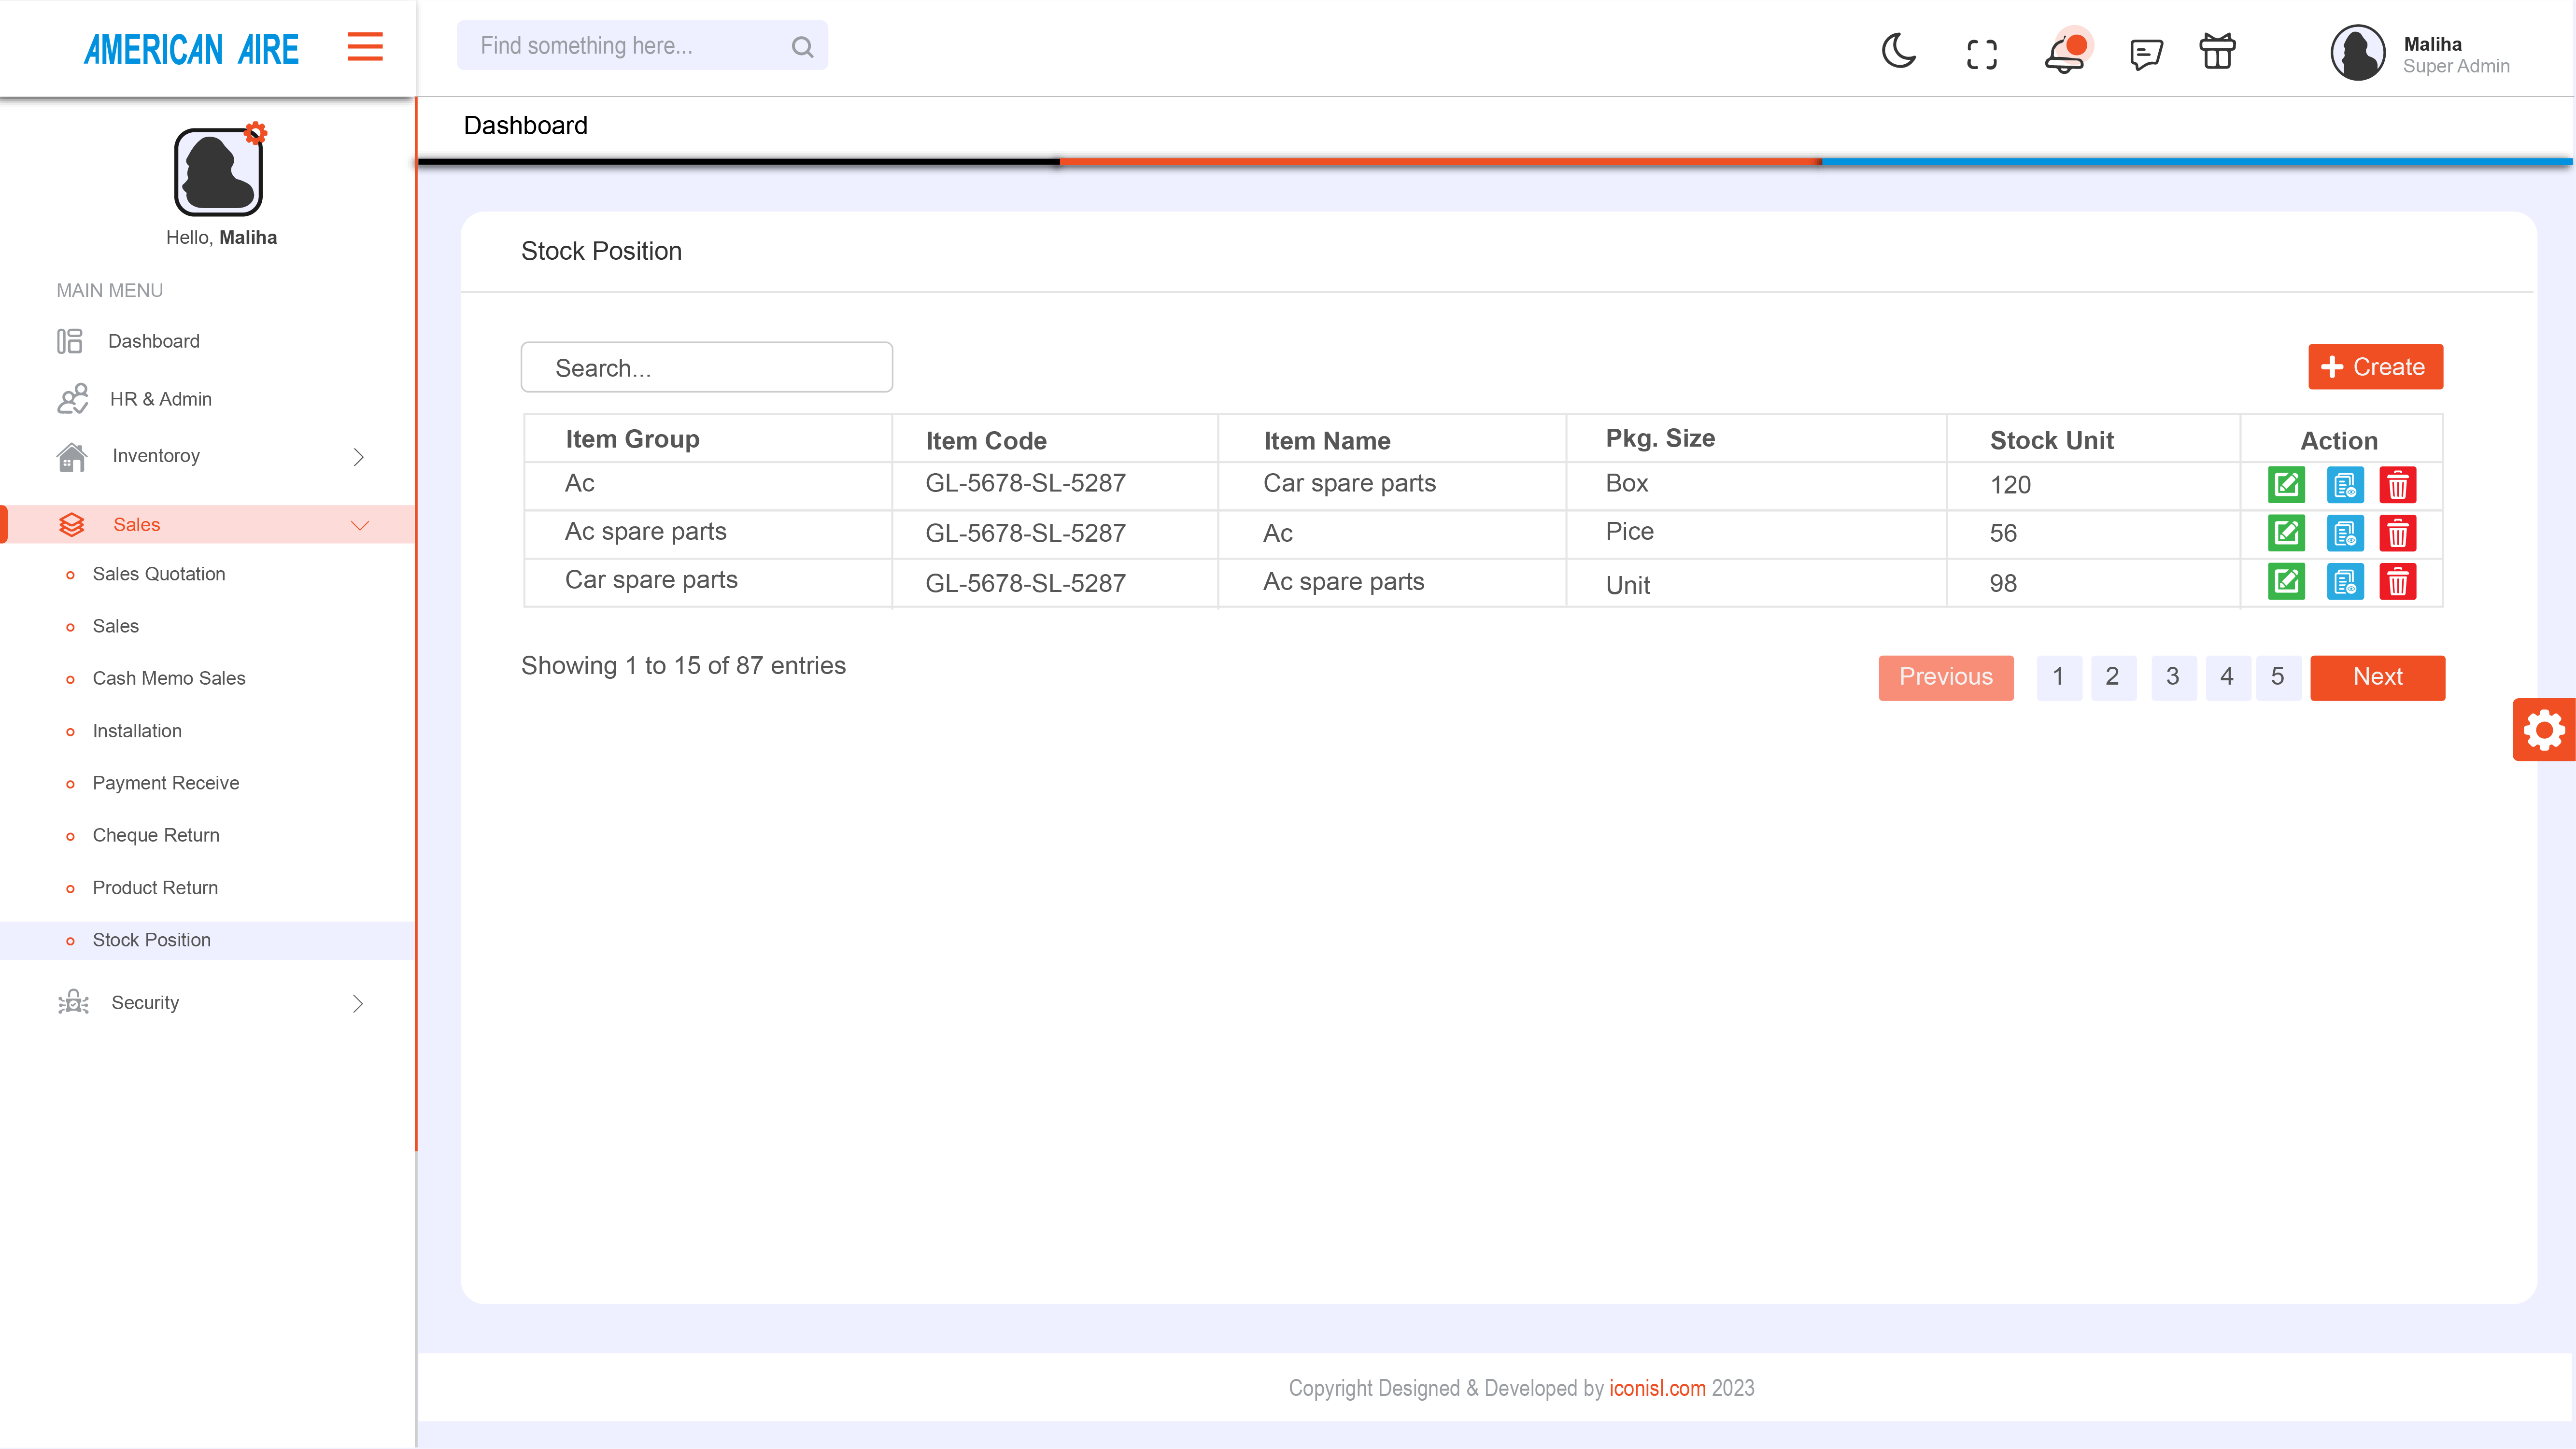 AMERICAN AIRE
Find something here...
Maliha
Super Admin
Dashboard
Hello, Maliha
MAIN MENU
Dashboard
HR & Admin
Inventoroy
Sales
Sales Quotation
Sales
Cash Memo Sales
Installation
Payment Receive
Cheque Return
Product Return
Stock Position
Security
Stock Position
Search...
Create
Item Group Item Code Item Name Pkg. Size Stock Unit Action
Ac GL-5678-SL-5287 Car spare parts Box 120
Ac spare parts GL-5678-SL-5287 Ac Pice 56
Car spare parts GL-5678-SL-5287 Ac spare parts Unit 98
Showing 1 to 15 of 87 entries
Previous 1 2 3 4 5 Next
Copyright Designed & Developed by iconisl.com 2023